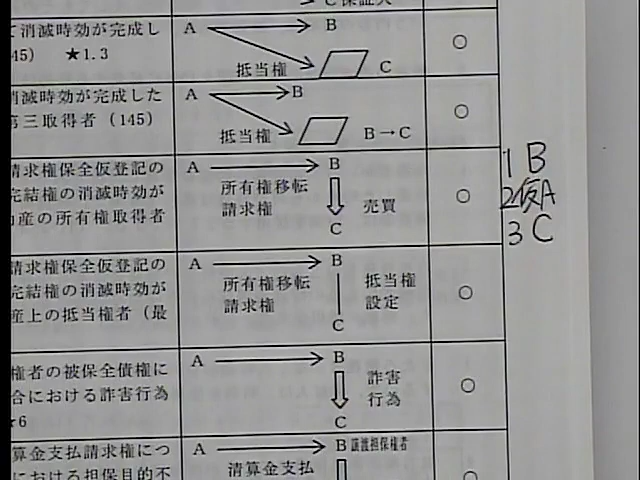 C 保証人
て消滅時効が完成し
45) ★1.3
A B
抵当権 C
○
消滅時効が完成した
第三取得者（145）
A B
抵当権 B→C
○
請求権保全仮登記の
完結権の消滅時効が
動産の所有権取得者
A B
所有権移転
請求権
売買
C
○
1 B
2仮A
3 C
請求権保全仮登記の
完結権の消滅時効が
産上の抵当権者（最
A B
所有権移転
請求権
抵当権
設定
C
○
権者の被保全債権に
合における詐害行為
★6
A B
詐害
行為
C
○
算金支払請求権につ
における担保目的不
A B 譲渡担保権者
清算金支払
○